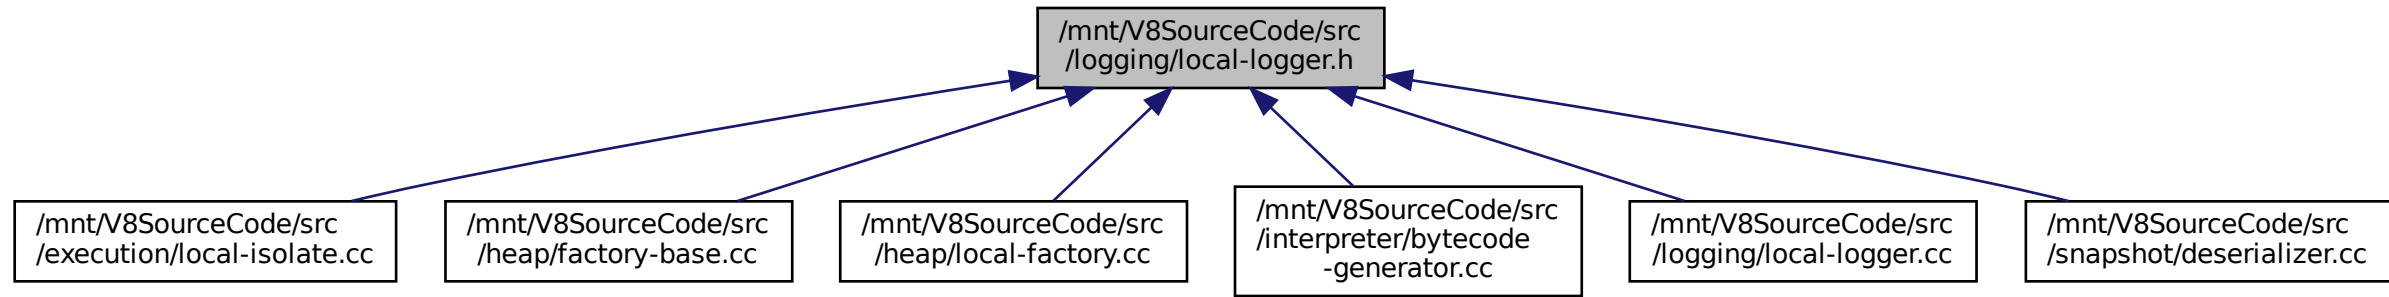 /mnt/V8SourceCode/src
/logging/local-logger.h
/mnt/V8SourceCode/src
/execution/local-isolate.cc
/mnt/V8SourceCode/src
/heap/factory-base.cc
/mnt/V8SourceCode/src
/heap/local-factory.cc
/mnt/V8SourceCode/src
/interpreter/bytecode
-generator.cc
/mnt/V8SourceCode/src
/logging/local-logger.cc
/mnt/V8SourceCode/src
/snapshot/deserializer.cc